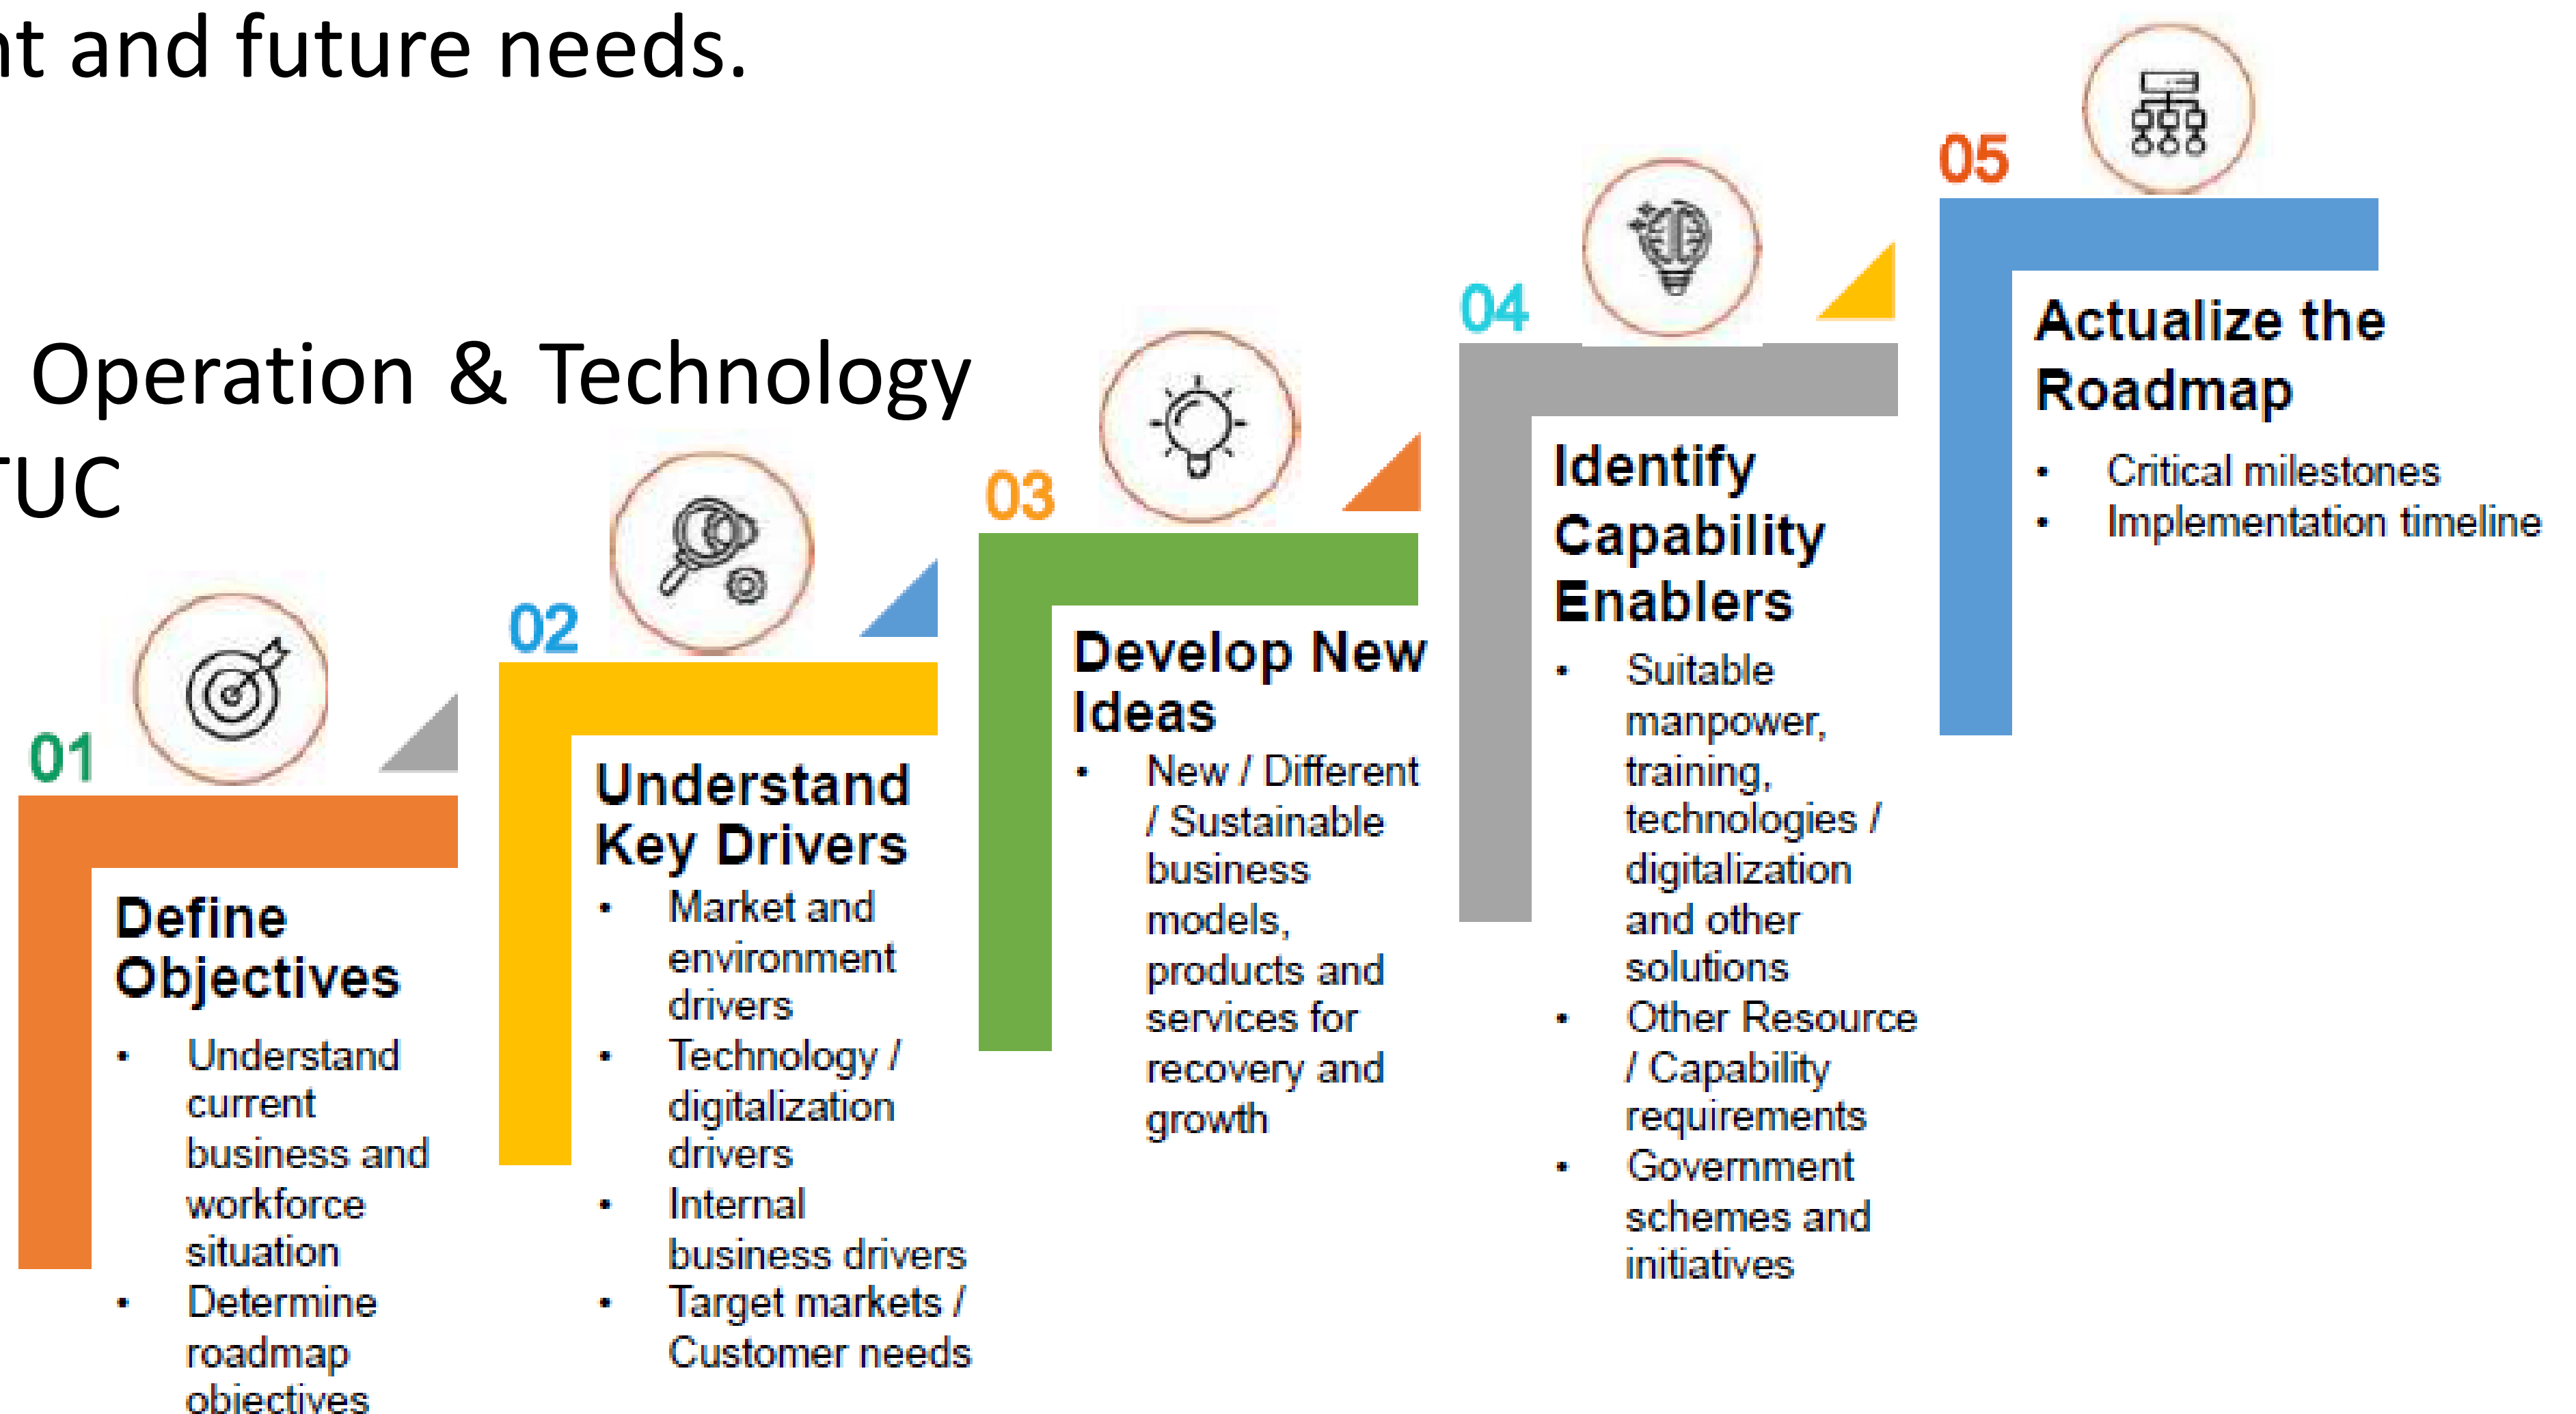 and future needs.
Operation & Technology
TUC
01
Define
Objectives
• Understand
current
business and
workforce
situation
• Determine
roadmap
objectives
02
Understand
Key Drivers
• Market and
environment
drivers
• Technology /
digitalization
drivers
• Internal
business drivers
• Target markets /
Customer needs
03
Develop New
Ideas
• New / Different
/ Sustainable
business
models,
products and
services for
recovery and
growth
04
Identify
Capability
Enablers
• Suitable
manpower,
training,
technologies /
digitalization
and other
solutions
• Other Resource
/ Capability
requirements
• Government
schemes and
initiatives
05
Actualize the
Roadmap
• Critical milestones
• Implementation timeline